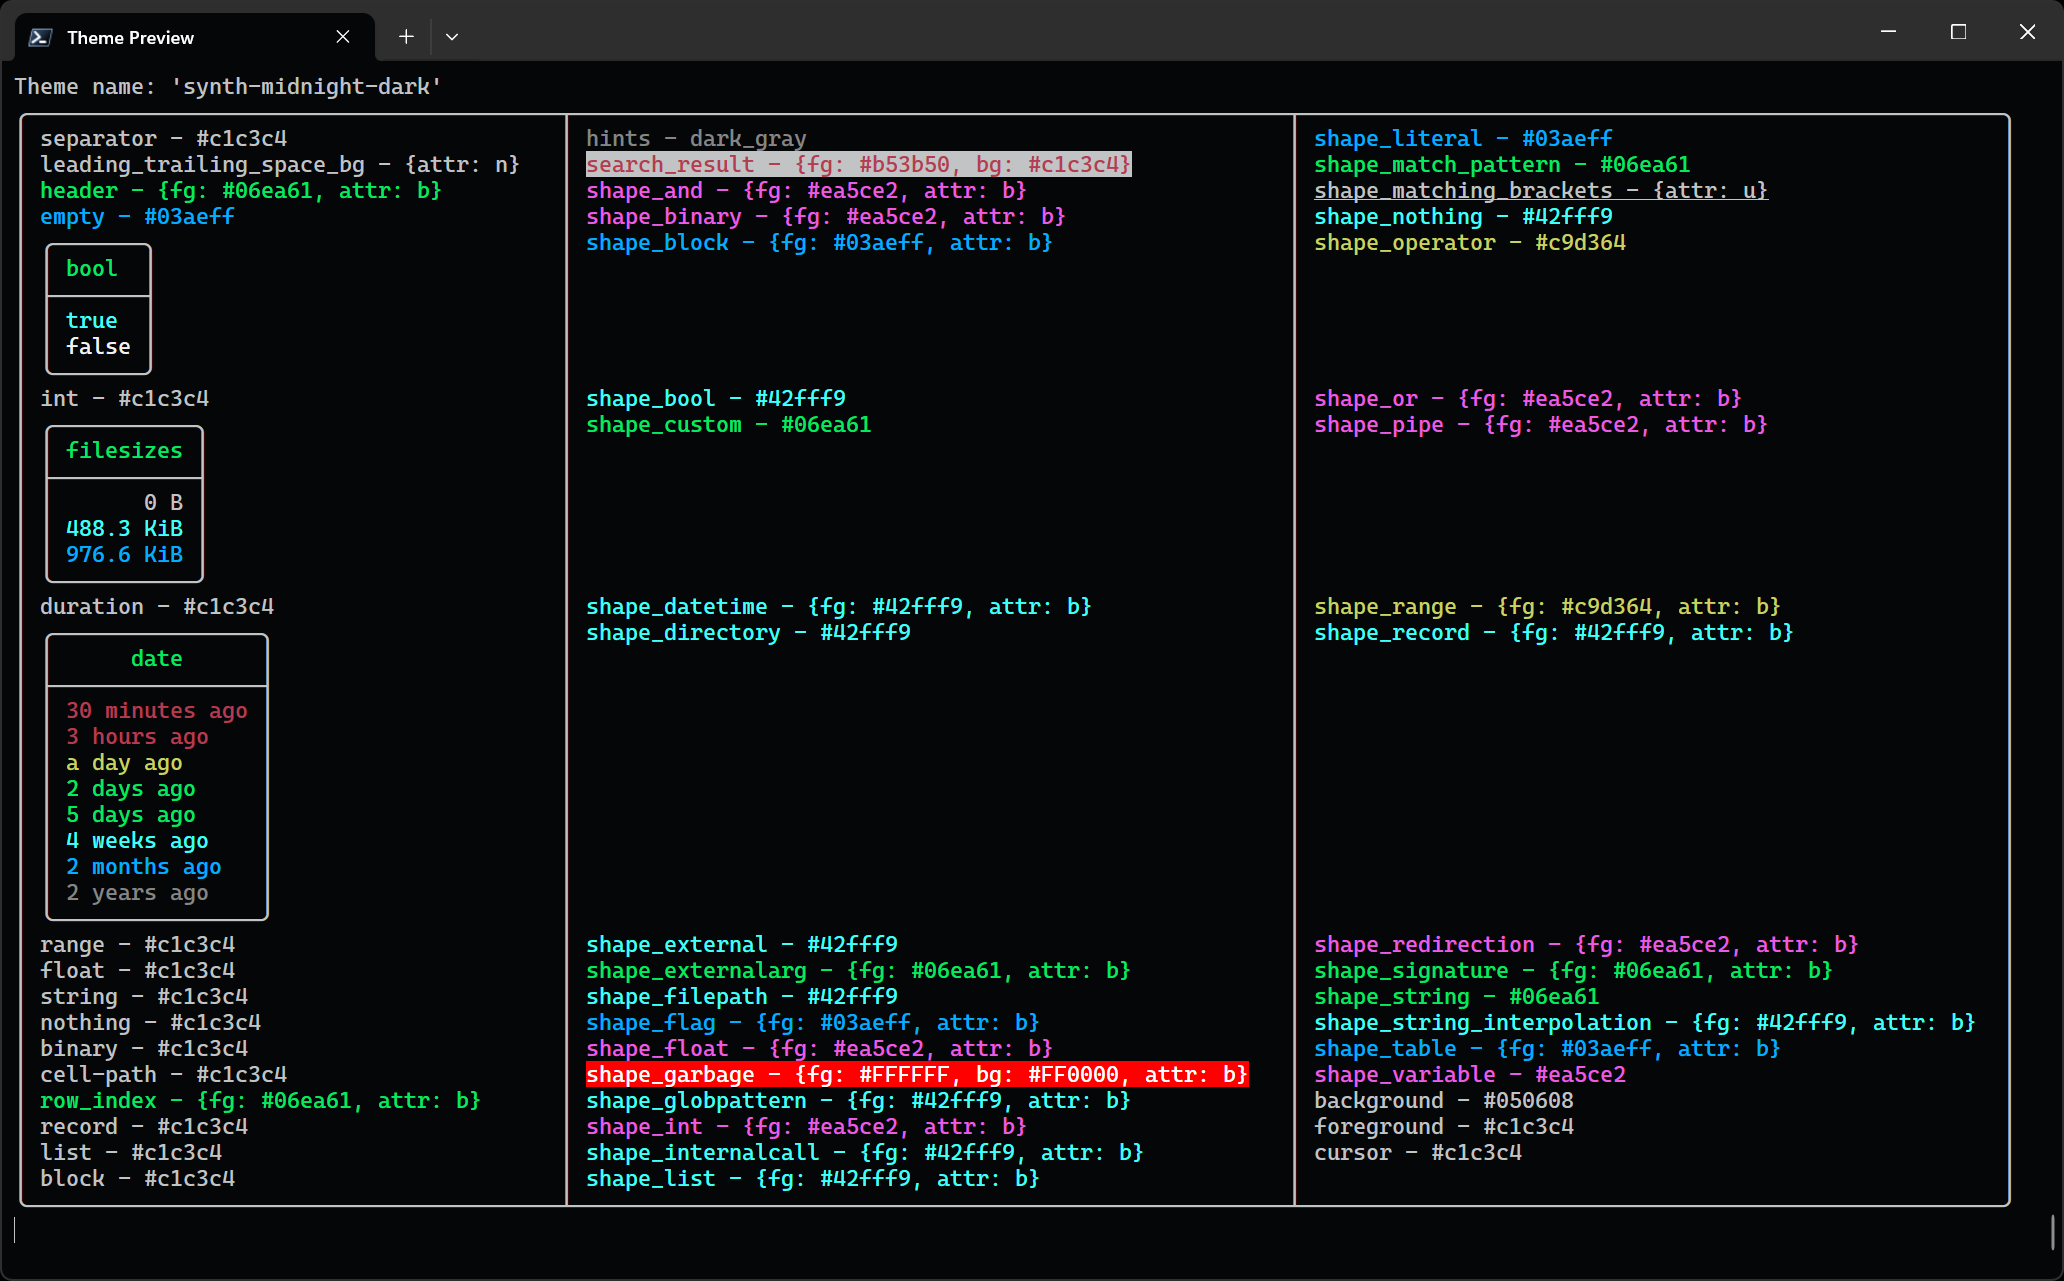 Theme Preview
Theme name: 'synth-midnight-dark'
separator - #c1c3c4
leading_trailing_space_bg - {attr: n}
header - {fg: #06ea61, attr: b}
empty - #03aeff
bool
true
false
int - #c1c3c4
filesizes
0 B
488.3 KiB
976.6 KiB
duration - #c1c3c4
date
30 minutes ago
3 hours ago
a day ago
2 days ago
5 days ago
4 weeks ago
2 months ago
2 years ago
range - #c1c3c4
float - #c1c3c4
string - #c1c3c4
nothing - #c1c3c4
binary - #c1c3c4
cell-path - #c1c3c4
row_index - {fg: #06ea61, attr: b}
record - #c1c3c4
list - #c1c3c4
block - #c1c3c4
hints - dark_gray
search_result - {fg: #b53b50, bg: #c1c3c4}
shape_and - {fg: #ea5ce2, attr: b}
shape_binary - {fg: #ea5ce2, attr: b}
shape_block - {fg: #03aeff, attr: b}
shape_bool - #42fff9
shape_custom - #06ea61
shape_datetime - {fg: #42fff9, attr: b}
shape_directory - #42fff9
shape_external - #42fff9
shape_externalarg - {fg: #06ea61, attr: b}
shape_filepath - #42fff9
shape_flag - {fg: #03aeff, attr: b}
shape_float - {fg: #ea5ce2, attr: b}
shape_garbage - {fg: #FFFFFF, bg: #FF0000, attr: b}
shape_globpattern - {fg: #42fff9, attr: b}
shape_int - {fg: #ea5ce2, attr: b}
shape_internalcall - {fg: #42fff9, attr: b}
shape_list - {fg: #42fff9, attr: b}
shape_literal - #03aeff
shape_match_pattern - #06ea61
shape_matching_brackets - {attr: u}
shape_nothing - #42fff9
shape_operator - #c9d364
shape_or - {fg: #ea5ce2, attr: b}
shape_pipe - {fg: #ea5ce2, attr: b}
shape_range - {fg: #c9d364, attr: b}
shape_record - {fg: #42fff9, attr: b}
shape_redirection - {fg: #ea5ce2, attr: b}
shape_signature - {fg: #06ea61, attr: b}
shape_string - #06ea61
shape_string_interpolation - {fg: #42fff9, attr: b}
shape_table - {fg: #03aeff, attr: b}
shape_variable - #ea5ce2
background - #050608
foreground - #c1c3c4
cursor - #c1c3c4